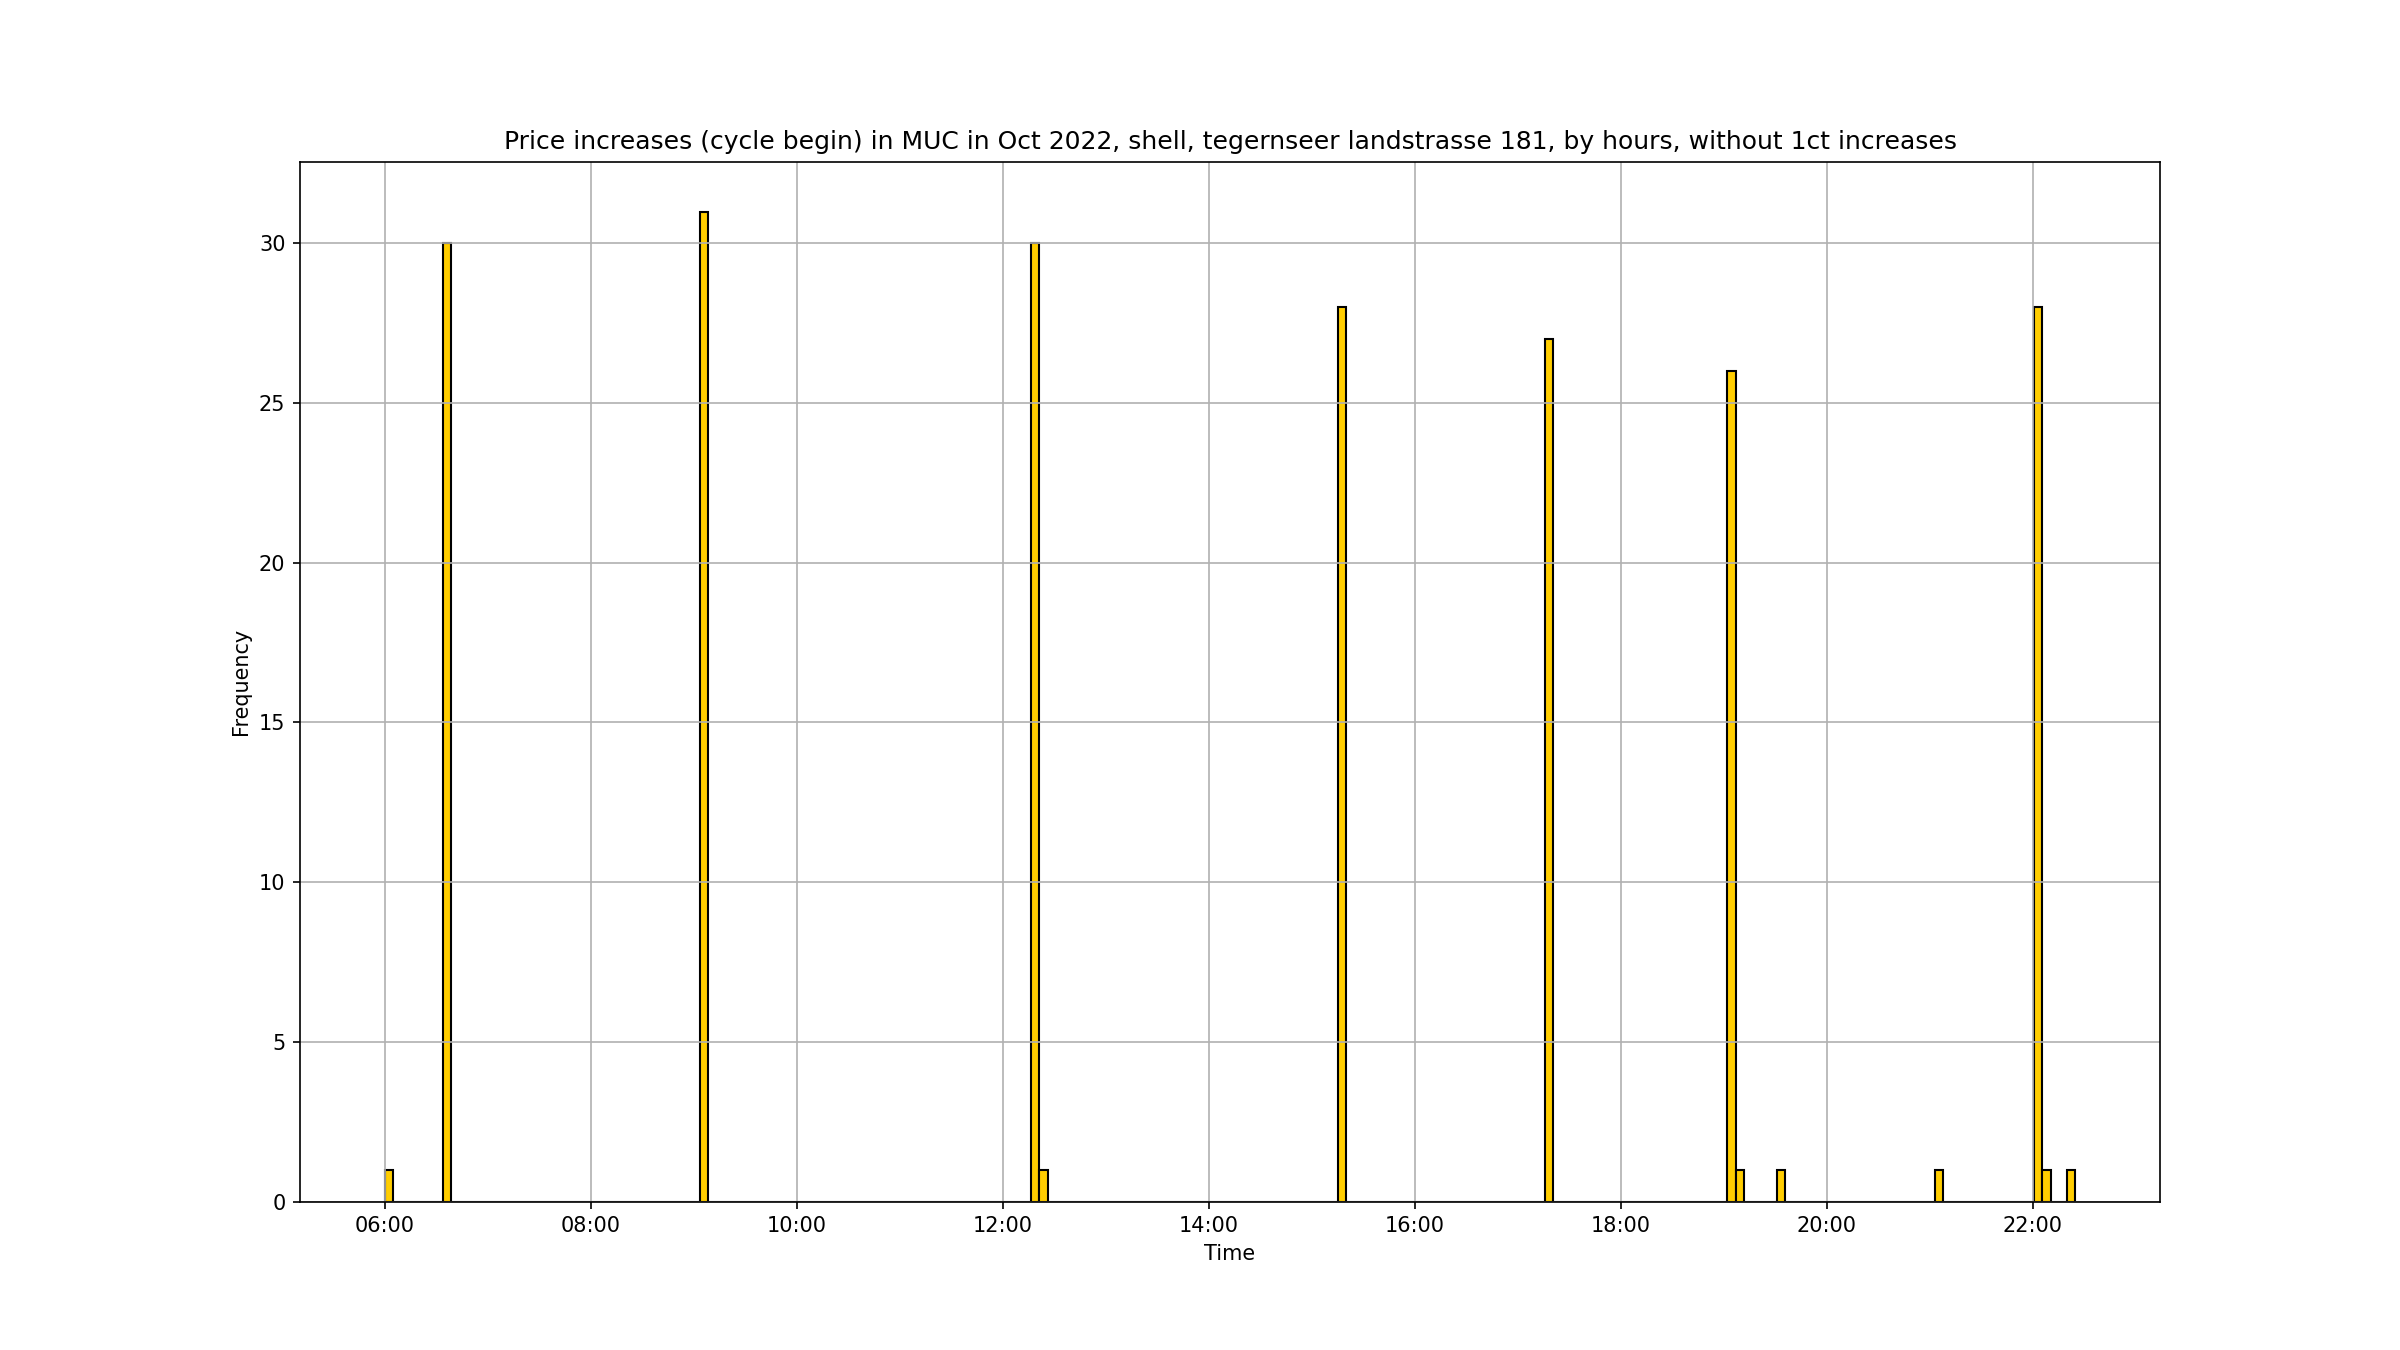 Price increases (cycle begin) in MUC in Oct 2022, shell, tegernseer landstrasse 181, by hours, without 1ct increases
30
25
20
15
10
5
0
Frequency
06:00 08:00 10:00 12:00 14:00 16:00 18:00 20:00 22:00
Time